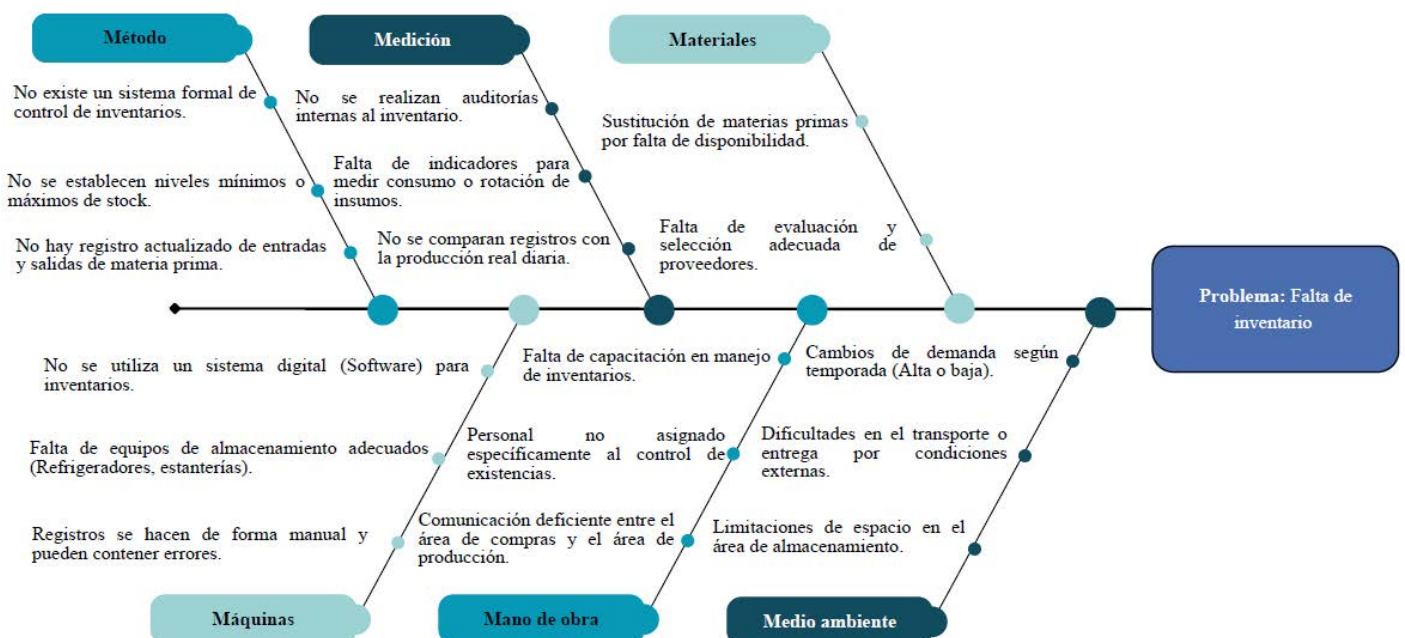 Método
No existe un sistema formal de
control de inventarios.
No se establecen niveles mínimos o
máximos de stock.
No hay registro actualizado de entradas
y salidas de materia prima.
Medición
No se realizan auditorías
internas al inventario.
Falta de indicadores para
medir consumo o rotación de
insumos.
No se comparan registros con
la producción real diaria.
Materiales
Sustitución de materias primas
por falta de disponibilidad.
Falta de evaluación y
selección adecuada de
proveedores.
Problema: Falta de
inventario
No se utiliza un sistema digital (Software) para
inventarios.
Falta de equipos de almacenamiento adecuados
(Refrigeradores, estanterías).
Registros se hacen de forma manual y
pueden contener errores.
Máquinas
Falta de capacitación en manejo
de inventarios.
Personal no asignado
específicamente al control de
existencias.
Comunicación deficiente entre el
área de compras y el área de
producción.
Mano de obra
Cambios de demanda según
temporada (Alta o baja).
Dificultades en el transporte o
entrega por condiciones
externas.
Limitaciones de espacio en el
área de almacenamiento.
Medio ambiente